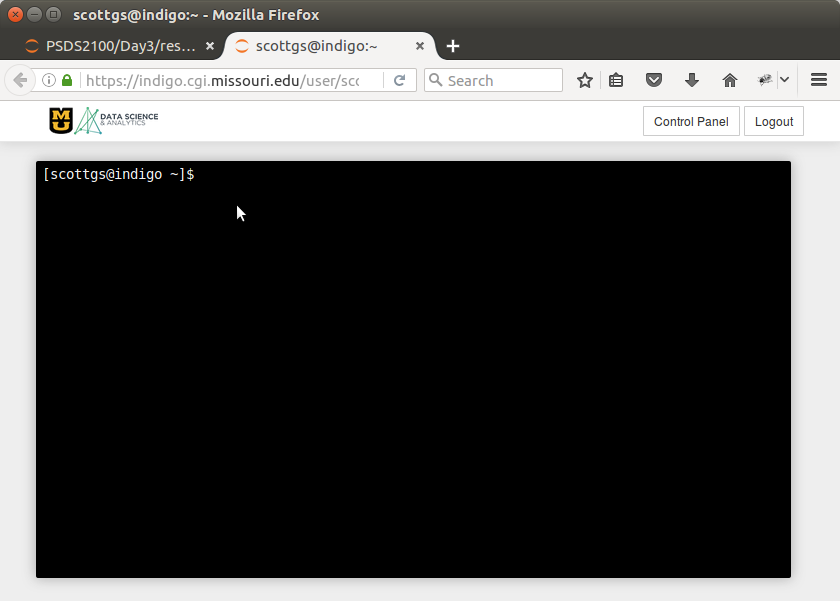 scottgs@indigo:~ - Mozilla Firefox
PSDS2100/Day3/res... × scottgs@indigo:~ ×
https://indigo.cgi.missouri.edu/user/scc Search
MU DATA SCIENCE
& ANALYTICS
Control Panel Logout
[scottgs@indigo ~]$